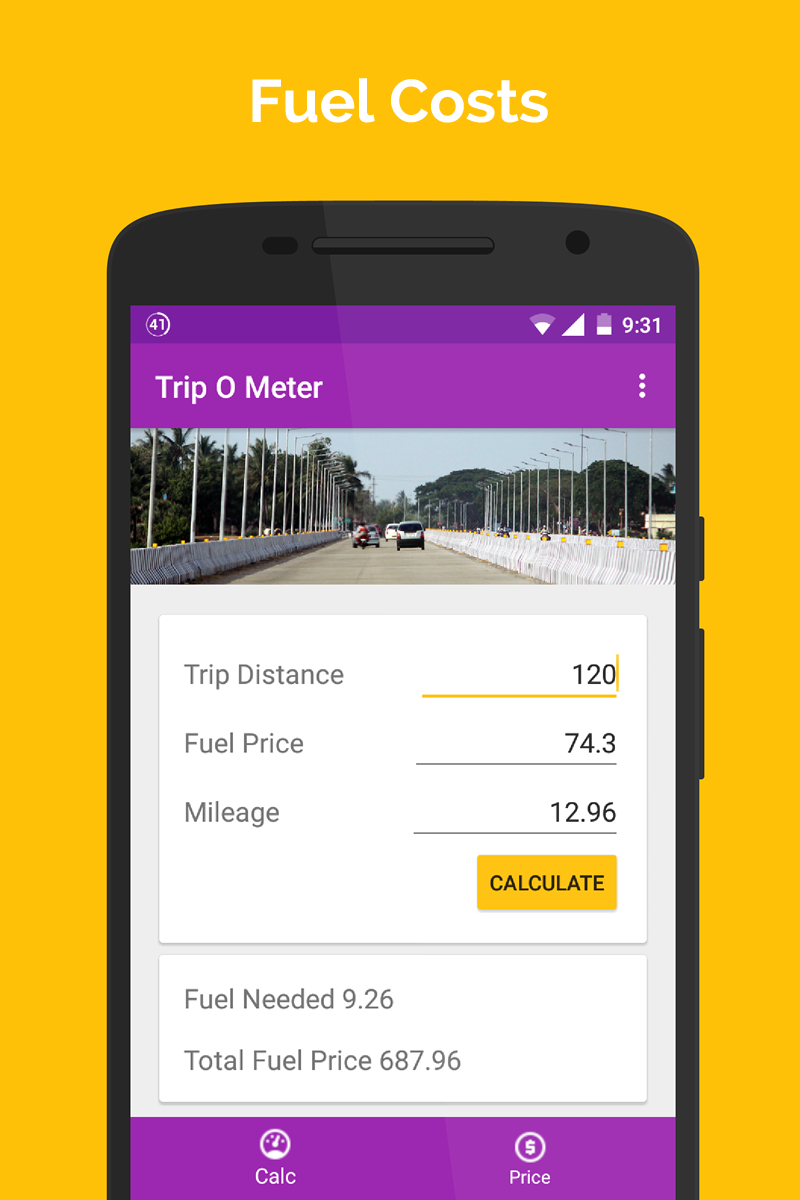 Fuel Costs
41
9:31
Trip O Meter
Trip Distance 120
Fuel Price 74.3
Mileage 12.96
CALCULATE
Fuel Needed 9.26
Total Fuel Price 687.96
Calc Price